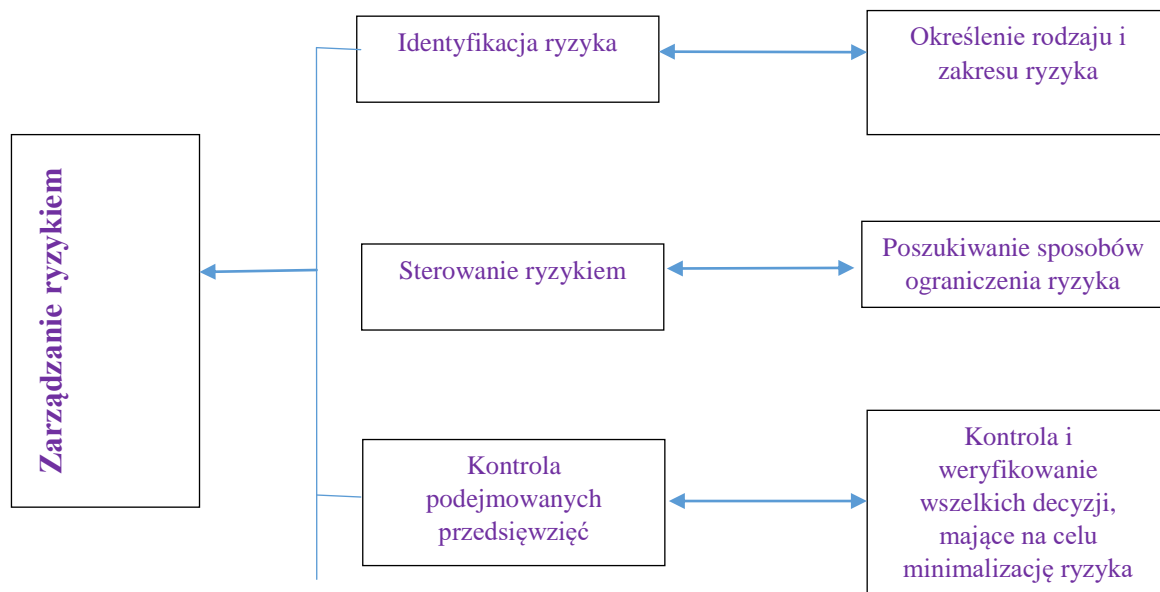 Zarządzanie ryzykiem
Identyfikacja ryzyka
Określenie rodzaju i
zakresu ryzyka
Sterowanie ryzykiem
Poszukiwanie sposobów
ograniczenia ryzyka
Kontrola
podejmowanych
przedsięwzięć
Kontrola i
weryfikowanie
wszelkich decyzji,
mające na celu
minimalizację ryzyka